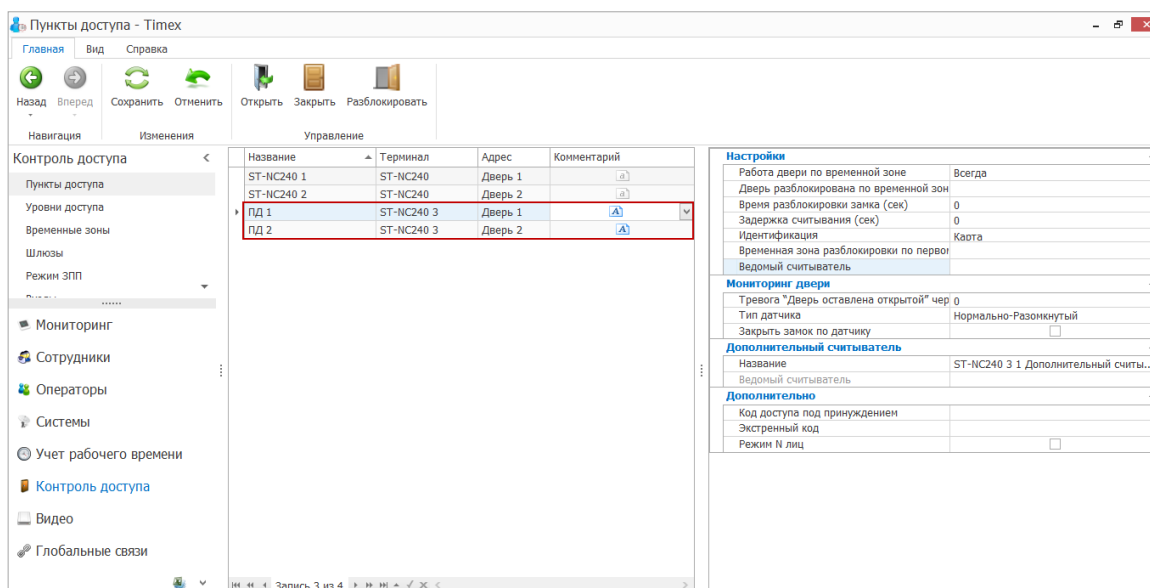 Пункты доступа - Timex
Главная Вид Справка
Назад Вперед Сохранить Отменить Открыть Закрыть Разблокировать
Навигация Изменения Управление
Контроль доступа
Пункты доступа
Уровни доступа
Временные зоны
Шлюзы
Режим ЗПП
Мониторинг
Сотрудники
Операторы
Системы
Учет рабочего времени
Контроль доступа
Видео
Глобальные связи
Название Терминал Адрес Комментарий
ST-NC240 1 ST-NC240 Дверь 1
ST-NC240 2 ST-NC240 Дверь 2
ПД 1 ST-NC240 3 Дверь 1
ПД 2 ST-NC240 3 Дверь 2
Запись 3 из 4
Настройки
Работа двери по временной зоне Всегда
Дверь разблокирована по временной зон
Время разблокировки замка (сек) 0
Задержка считывания (сек) 0
Идентификация Карта
Временная зона разблокировки по первог
Ведомый считыватель
Мониторинг двери
Тревога "Дверь оставлена открытой" чер 0
Тип датчика Нормально-Разомкнутый
Закрыть замок по датчику
Дополнительный считыватель
Название ST-NC240 3 1 Дополнительный считы...
Ведомый считыватель
Дополнительно
Код доступа под принуждением
Экстренный код
Режим N лиц